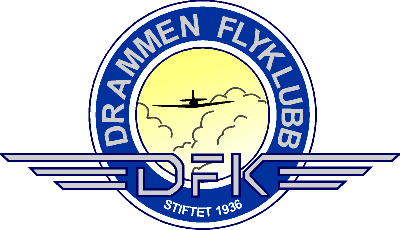 DRAMMEN FLYKLUBB
DFK
STIFTET 1936